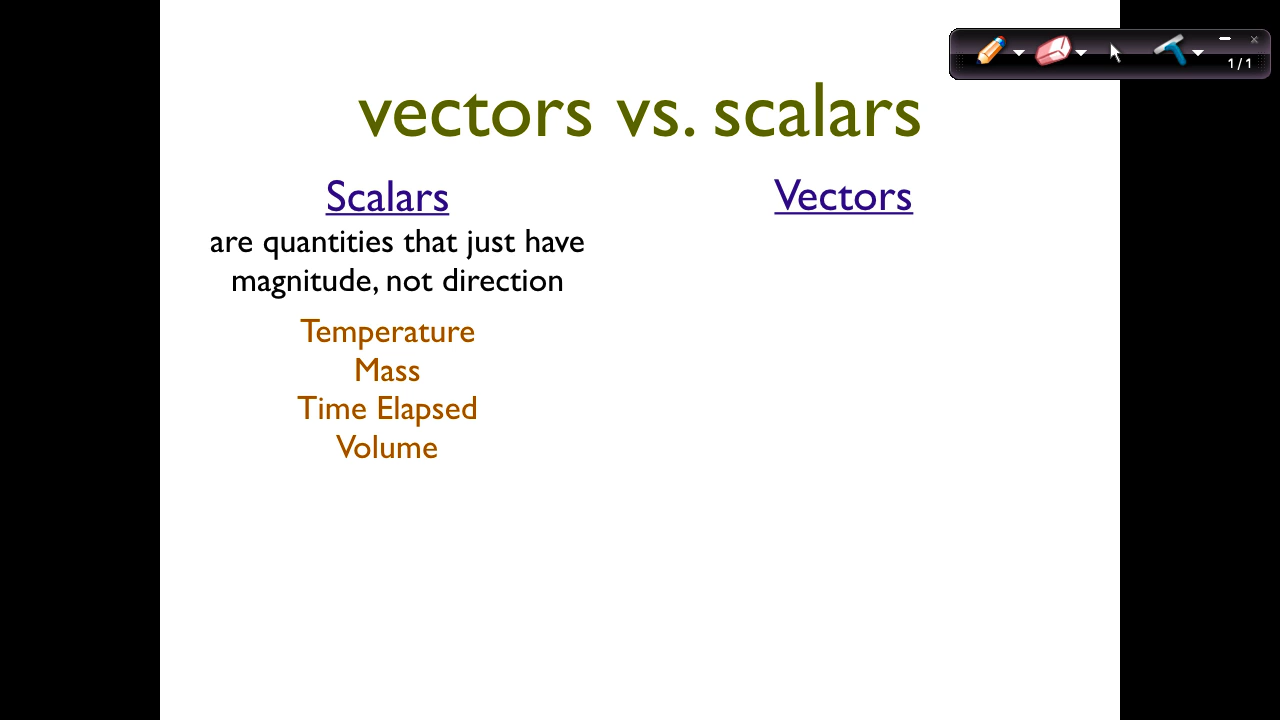 1/1
vectors vs. scalars
Scalars
are quantities that just have
magnitude, not direction
Temperature
Mass
Time Elapsed
Volume
Vectors